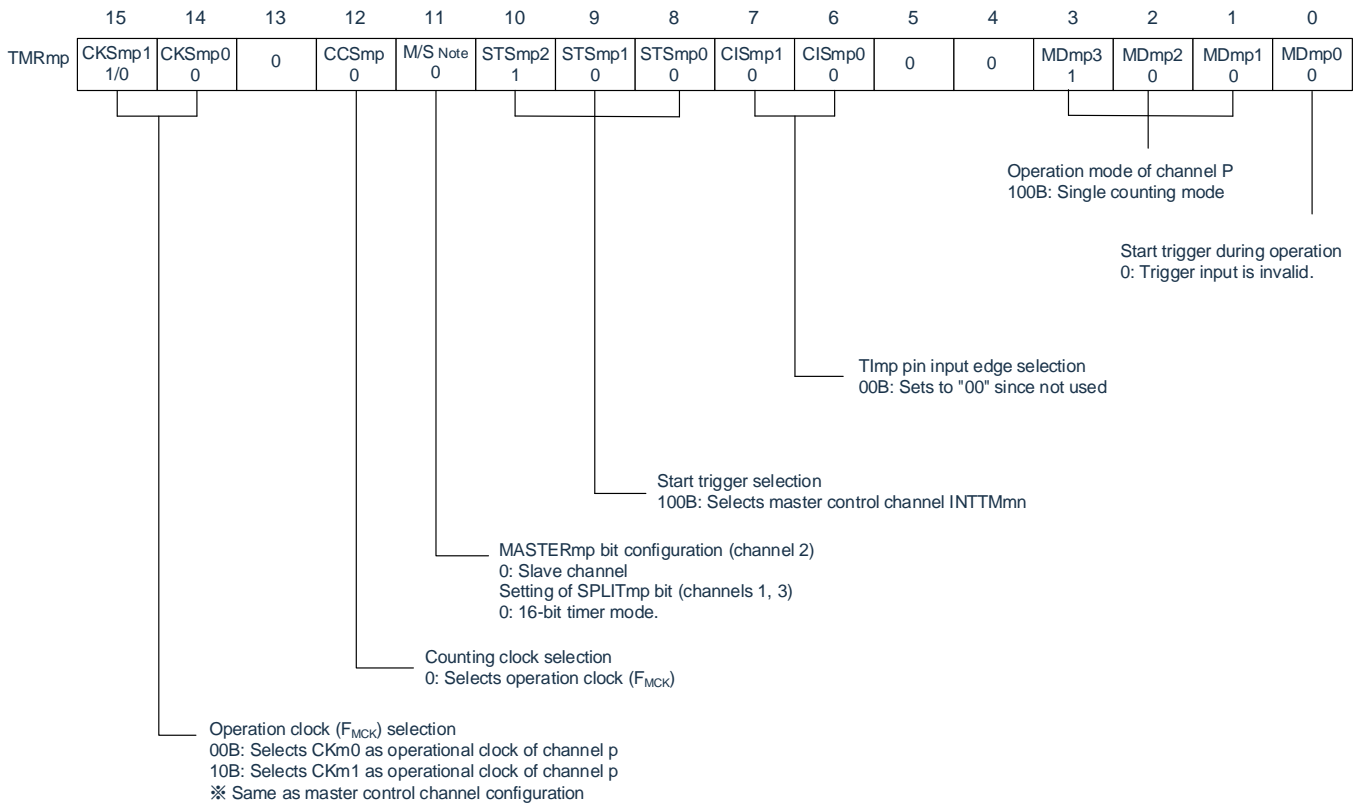 15 14 13 12 11 10 9 8 7 6 5 4 3 2 1 0
TMRmp CKSmp1 CKSmp0 0 CCSmp M/S Note STSmp2 STSmp1 STSmp0 CISmp1 CISmp0 0 0 MDmp3 MDmp2 MDmp1 MDmp0
1/0 0 0 0 1 0 0 0 0 1 0 0 0
Operation mode of channel P
100B: Single counting mode
Start trigger during operation
0: Trigger input is invalid.
TImp pin input edge selection
00B: Sets to "00" since not used
Start trigger selection
100B: Selects master control channel INTTMmn
MASTERmp bit configuration (channel 2)
0: Slave channel
Setting of SPLITmp bit (channels 1, 3)
0: 16-bit timer mode.
Counting clock selection
0: Selects operation clock (FMCK)
Operation clock (FMCK) selection
00B: Selects CKm0 as operational clock of channel p
10B: Selects CKm1 as operational clock of channel p
※ Same as master control channel configuration